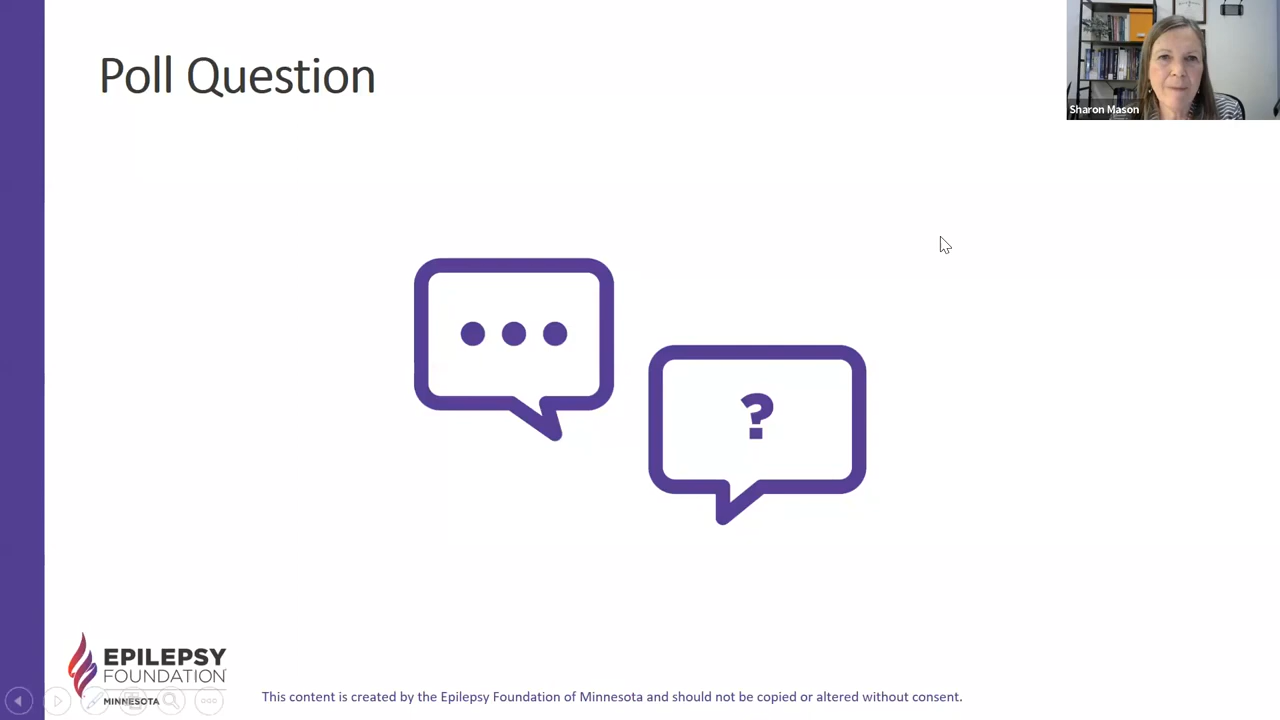 Poll Question
Sharon Mason
?
EPILEPSY
FOUNDATION
MINNESOTA
This content is created by the Epilepsy Foundation of Minnesota and should not be copied or altered without consent.